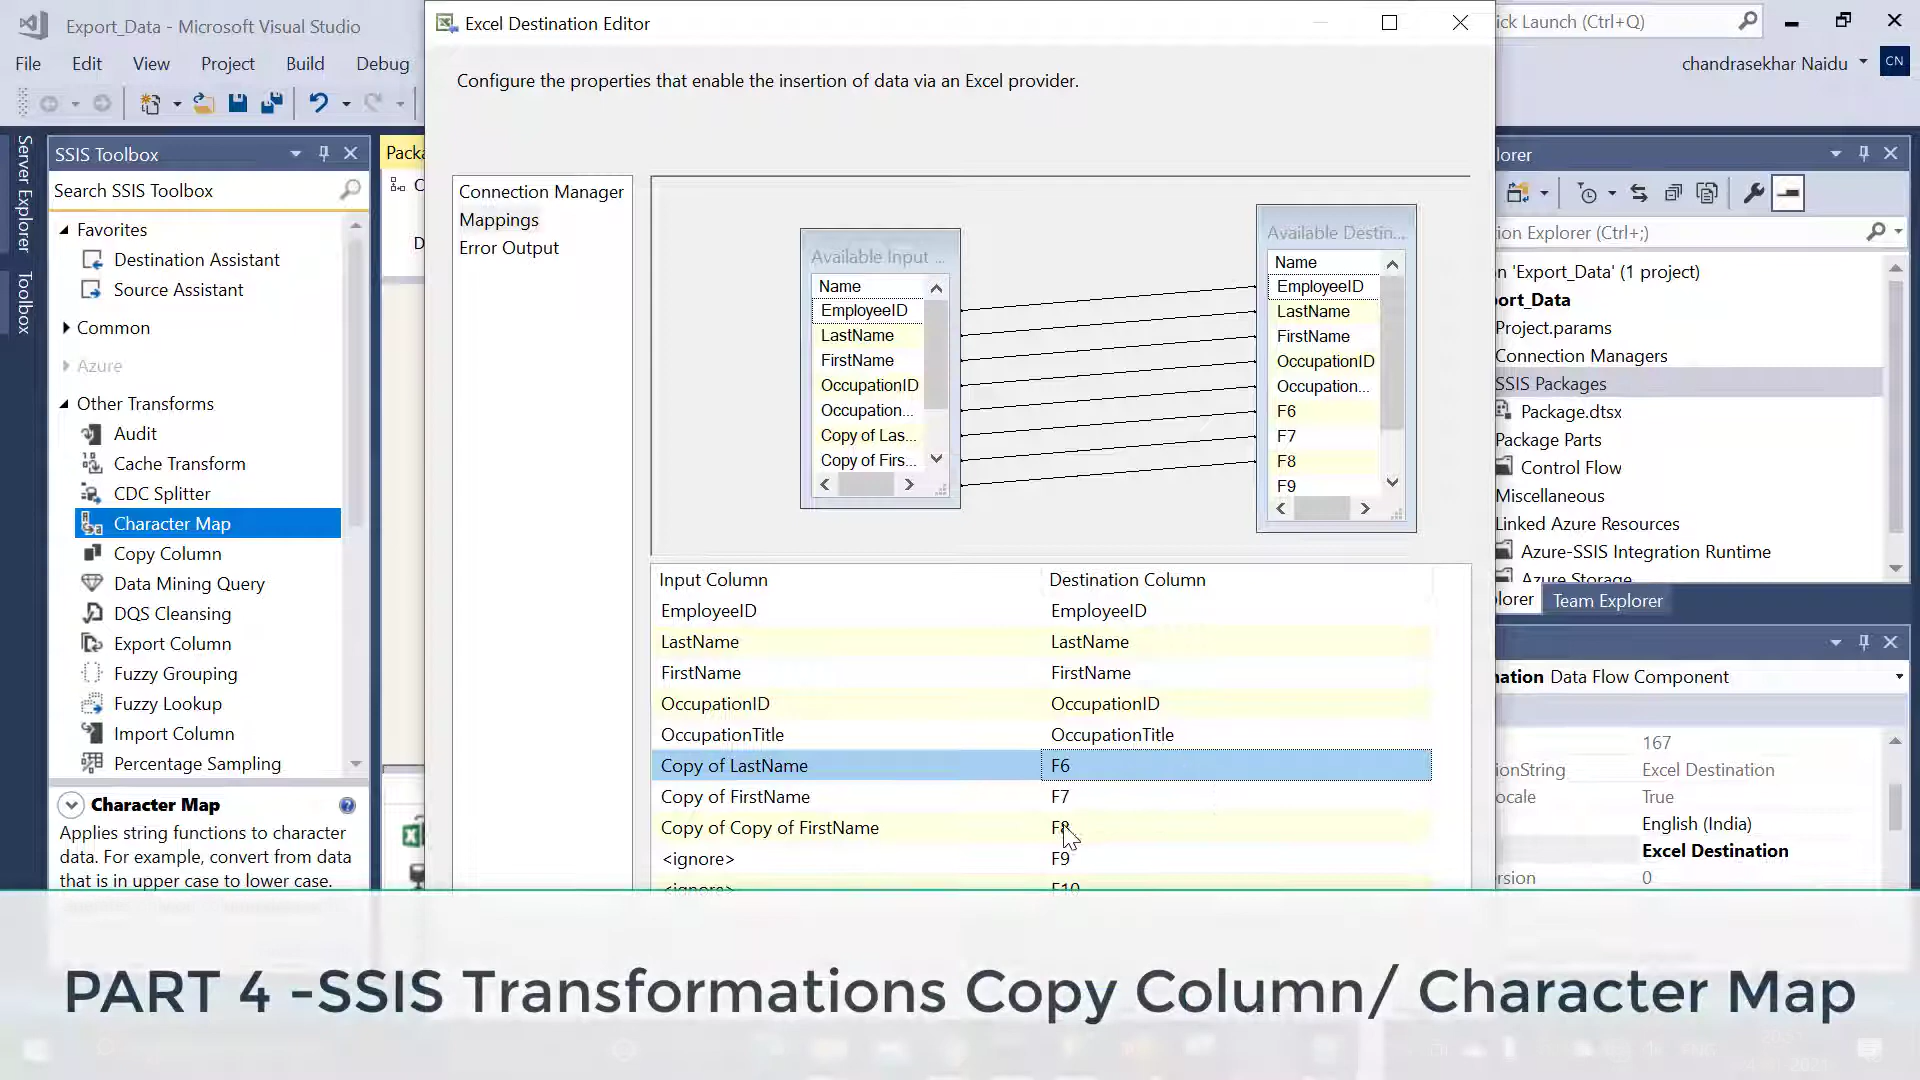 Export_Data - Microsoft Visual Studio
File Edit View Project Build Debug
ick Launch (Ctrl+Q)
chandrasekhar Naidu
CN
Server Explorer
Toolbox
SSIS Toolbox
Search SSIS Toolbox
Favorites
Destination Assistant
Source Assistant
Common
Azure
Other Transforms
Audit
Cache Transform
CDC Splitter
Character Map
Copy Column
Data Mining Query
DQS Cleansing
Export Column
Fuzzy Grouping
Fuzzy Lookup
Import Column
Percentage Sampling
Character Map
Applies string functions to character
data. For example, convert from data
that is in upper case to lower case.
Packa
C
D
Excel Destination Editor
Configure the properties that enable the insertion of data via an Excel provider.
Connection Manager
Mappings
Error Output
Available Input ...
Name
EmployeeID
LastName
FirstName
OccupationID
Occupation...
Copy of Las...
Copy of Firs...
Available Destin...
Name
EmployeeID
LastName
FirstName
OccupationID
Occupation...
F6
F7
F8
F9
Input Column Destination Column
EmployeeID EmployeeID
LastName LastName
FirstName FirstName
OccupationID OccupationID
OccupationTitle OccupationTitle
Copy of LastName F6
Copy of FirstName F7
Copy of Copy of FirstName F8
<ignore> F9
<ignore> F10
lorer
ion Explorer (Ctrl+;)
n 'Export_Data' (1 project)
port_Data
Project.params
Connection Managers
SSIS Packages
Package.dtsx
Package Parts
Control Flow
Miscellaneous
Linked Azure Resources
Azure-SSIS Integration Runtime
Azure Storage
lorer Team Explorer
nation Data Flow Component
167
ionString Excel Destination
ocale True
English (India)
Excel Destination
ersion 0
PART 4 -SSIS Transformations Copy Column/ Character Map